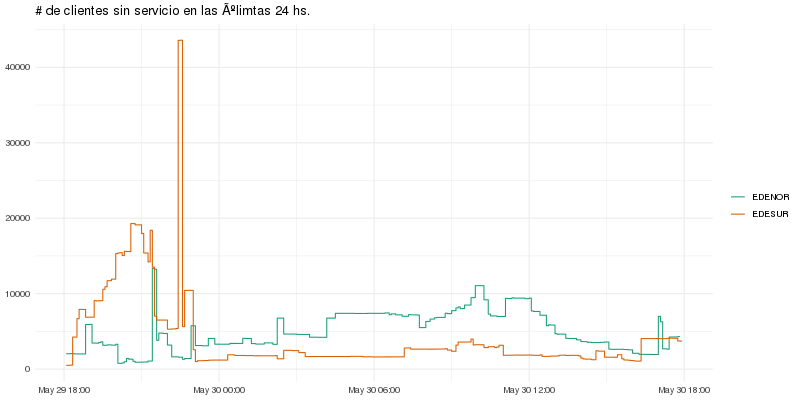 # de clientes sin servicio en las Ãºlimtas 24 hs.
40000
30000
20000
10000
0
May 29 18:00
May 30 00:00
May 30 06:00
May 30 12:00
May 30 18:00
EDENOR
EDESUR